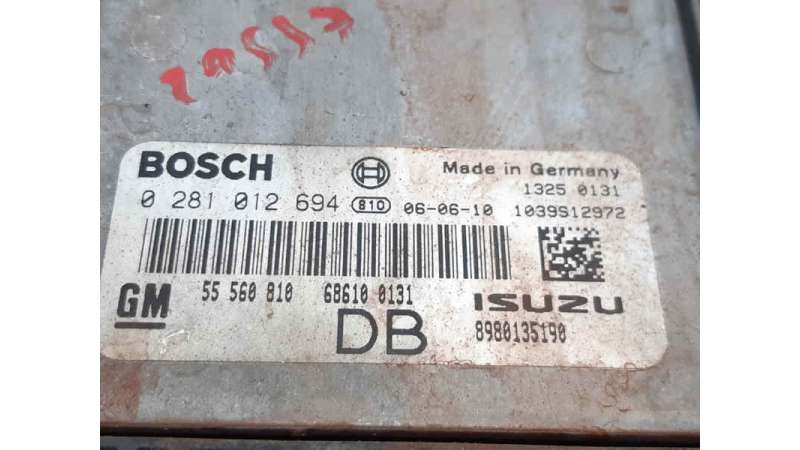 BOSCH Made in Germany
1325 0131
0 281 012 694 810 06-06-10 1039S12972
GM 55 560 810 68610 0131 ISUZU
DB 8980135190